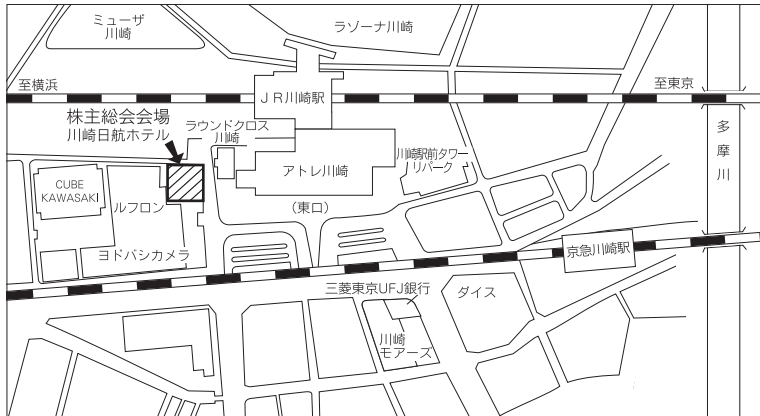 ミューザ
川崎
ラゾーナ川崎
至横浜
JR川崎駅
至東京
株主総会会場
川崎日航ホテル
ラウンドクロス
川崎
アトレ川崎
川崎駅前タワー
リパーク
多摩川
CUBE
KAWASAKI
ルフロン
(東口)
ヨドバシカメラ
京急川崎駅
三菱東京UFJ銀行
ダイス
川崎
モアーズ